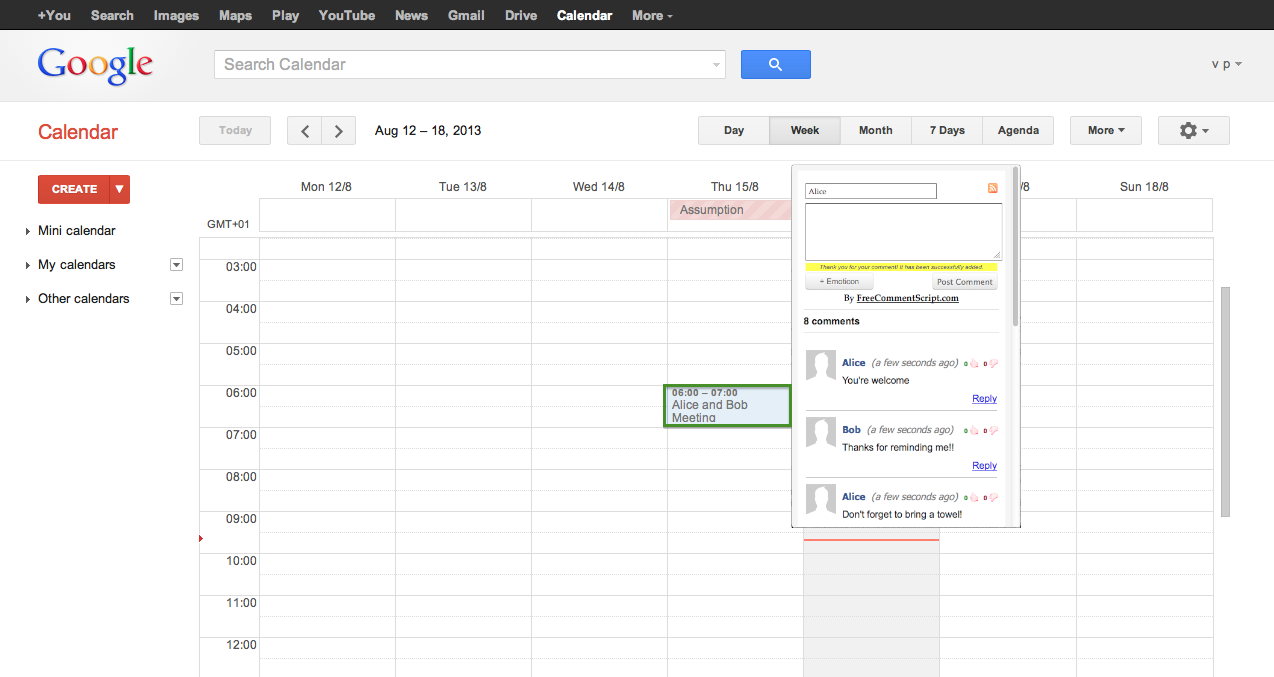 +You Search Images Maps Play YouTube News Gmail Drive Calendar More
Google
Search Calendar
v p
Calendar
Today
Aug 12 – 18, 2013
Day Week Month 7 Days Agenda
More
CREATE
Mini calendar
My calendars
Other calendars
Mon 12/8 Tue 13/8 Wed 14/8 Thu 15/8 /8 Sun 18/8
GMT+01
Assumption
03:00
04:00
05:00
06:00
07:00
08:00
09:00
10:00
11:00
12:00
06:00 – 07:00
Alice and Bob
Meeting
Alice
Thank you for your comment! It has been successfully added.
+ Emoticon
Post Comment
By FreeCommentScript.com
8 comments
Alice (a few seconds ago) 0 0
You're welcome
Reply
Bob (a few seconds ago) 0 0
Thanks for reminding me!!
Reply
Alice (a few seconds ago) 0 0
Don't forget to bring a towel!